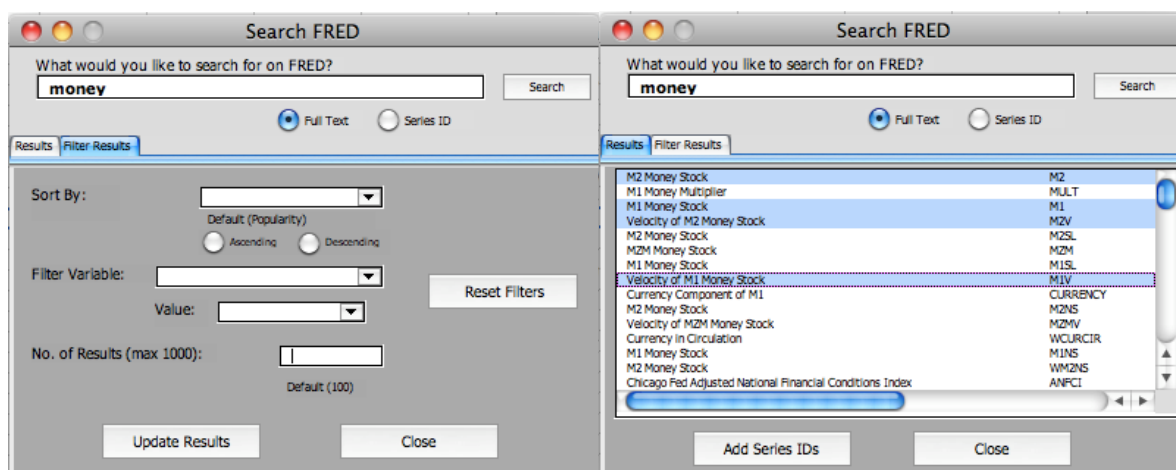 Search FRED
What would you like to search for on FRED?
money
Search
Full Text Series ID
Results Filter Results
Sort By:
Default (Popularity)
Ascending Descending
Filter Variable:
Reset Filters
Value:
No. of Results (max 1000):
Default (100)
Update Results Close
Search FRED
What would you like to search for on FRED?
money
Search
Full Text Series ID
Results Filter Results
M2 Money Stock M2
M1 Money Multiplier MULT
M1 Money Stock M1
Velocity of M2 Money Stock M2V
M2 Money Stock M2SL
MZM Money Stock MZM
M1 Money Stock M1SL
Velocity of M1 Money Stock M1V
Currency Component of M1 CURRENCY
M2 Money Stock M2NS
Velocity of MZM Money Stock MZMV
Currency in Circulation WCURCIR
M1 Money Stock M1NS
M2 Money Stock WM2NS
Chicago Fed Adjusted National Financial Conditions Index ANFCI
Add Series IDs Close